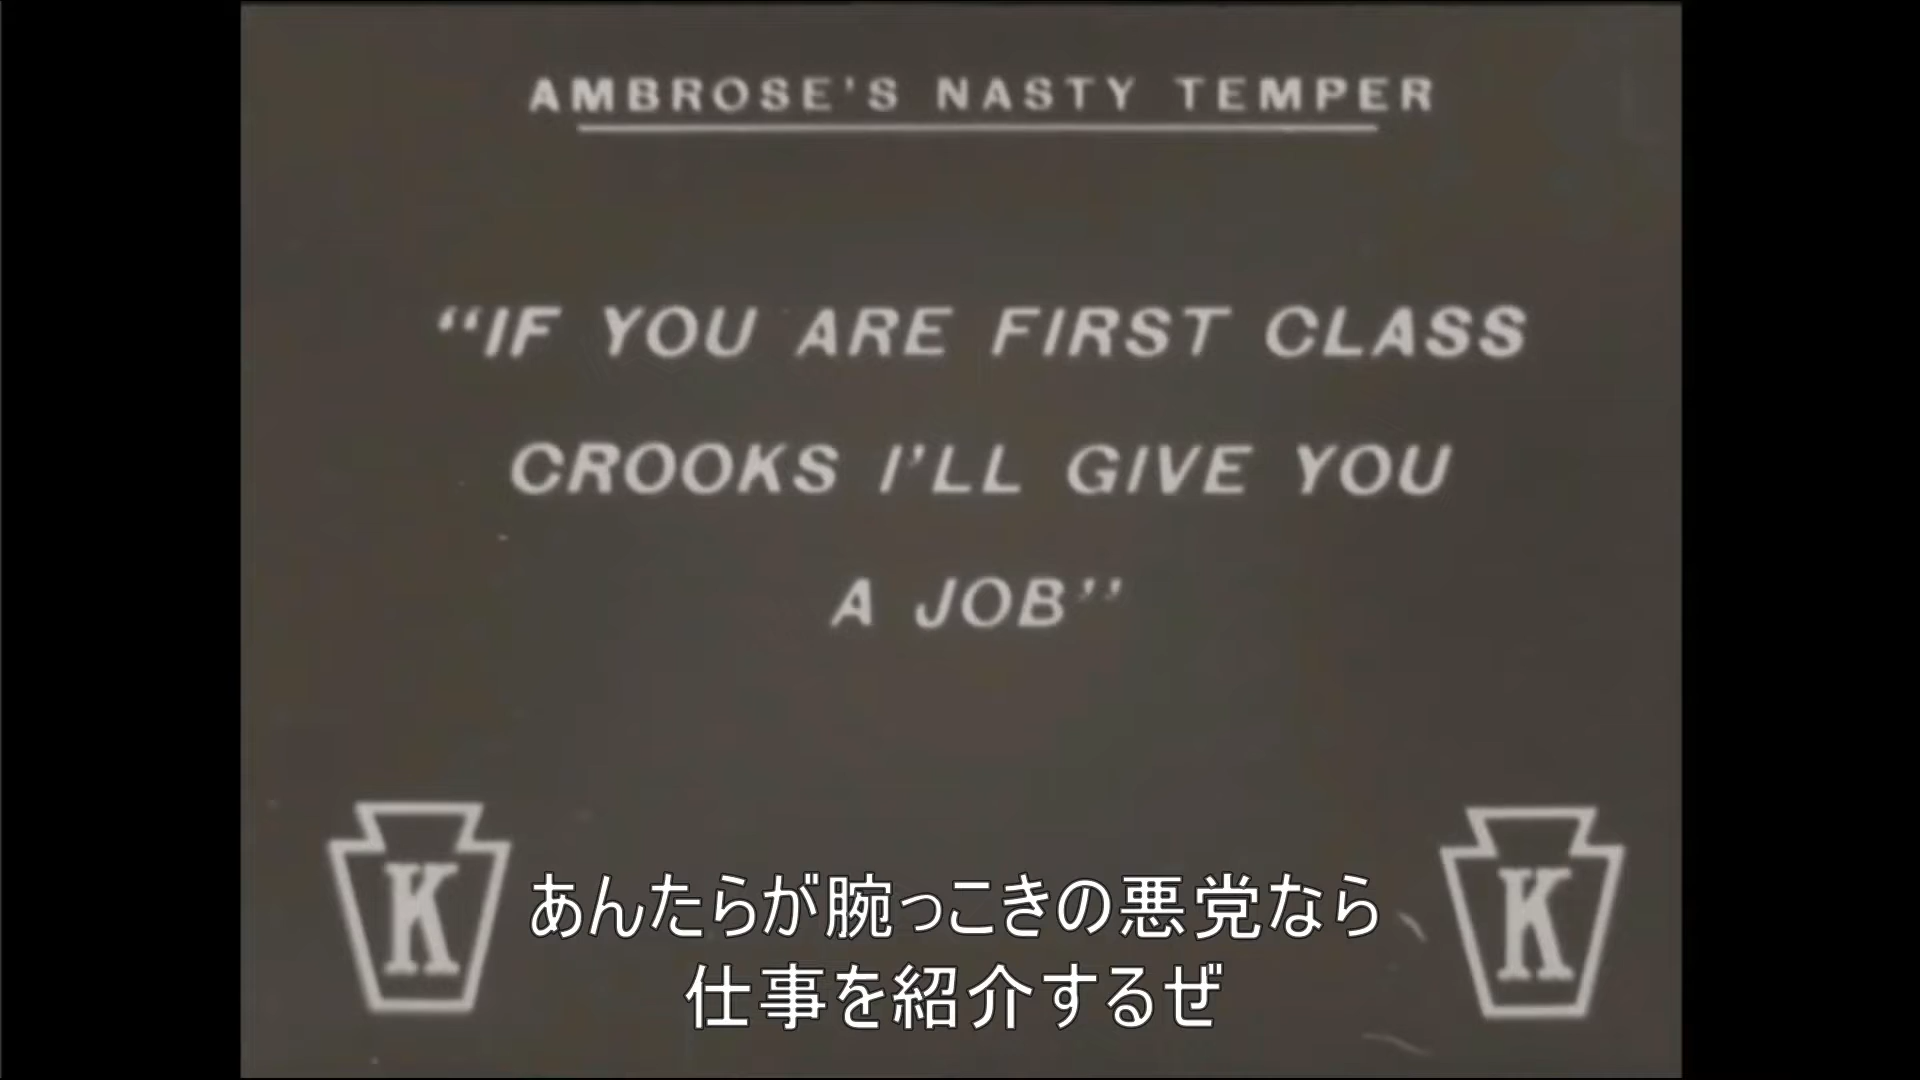 AMBROSE'S NASTY TEMPER
“IF YOU ARE FIRST CLASS
CROOKS I'LL GIVE YOU
A JOB”
K
K
あんたらが腕っこきの悪党なら
仕事を紹介するぜ